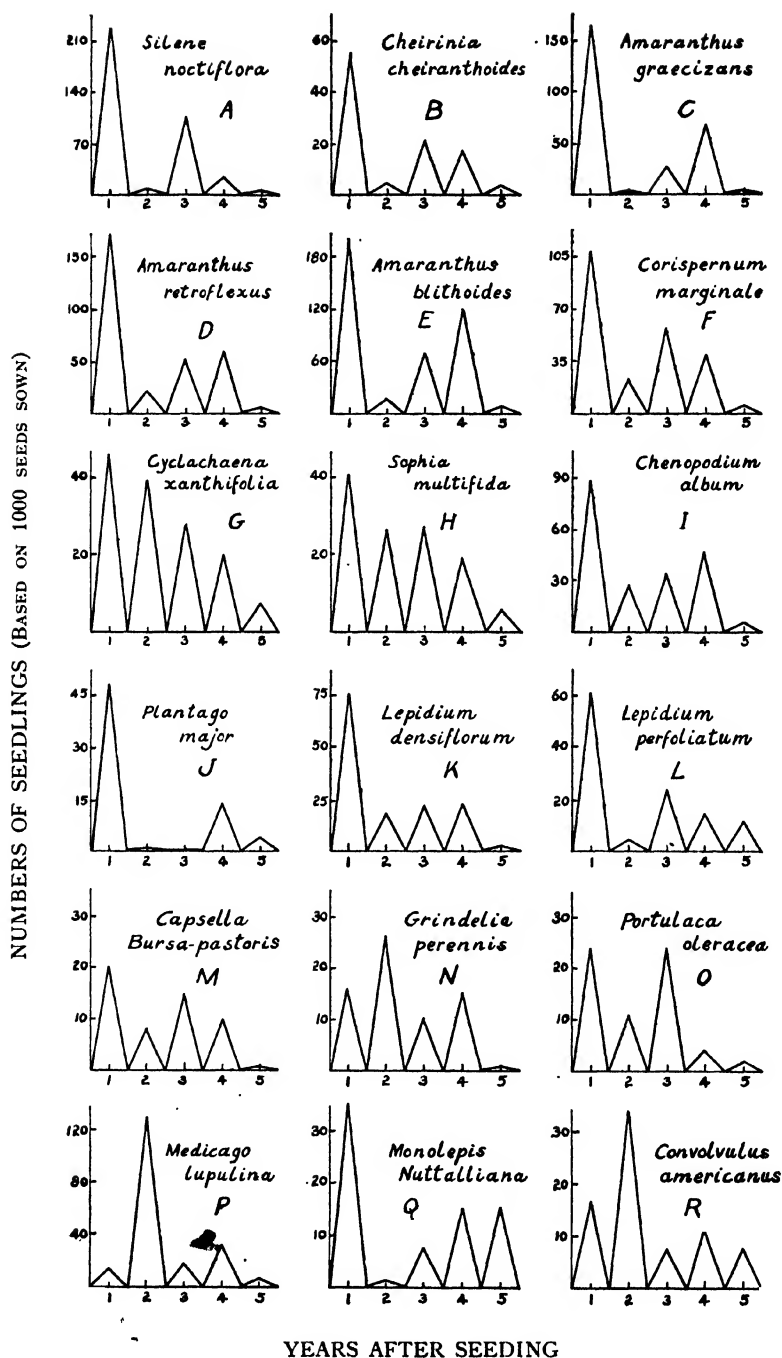 NUMBERS OF SEEDLINGS (BASED ON 1000 SEEDS SOWN)
210
140
70
Silene
noctiflora
A
1 2 3 4 5
60
40
20
Cheirinia
cheiranthoides
B
1 2 3 4 5
150
100
50
Amaranthus
graecizans
C
1 2 3 4 5
150
100
50
Amaranthus
retroflexus
D
1 2 3 4 5
180
120
60
Amaranthus
blithoides
E
1 2 3 4 5
105
70
35
Corispernum
marginale
F
1 2 3 4 5
40
20
Cyclachaena
xanthifolia
G
1 2 3 4 5
40
20
Sophia
multifida
H
1 2 3 4 5
90
60
30
Chenopodium
album
I
1 2 3 4 5
45
30
15
Plantago
major
J
1 2 3 4 5
75
50
25
Lepidium
densiflorum
K
1 2 3 4 5
60
40
20
Lepidium
perfoliatum
L
1 2 3 4 5
30
20
10
Capsella
Bursa-pastoris
M
1 2 3 4 5
30
20
10
Grindelia
perennis
N
1 2 3 4 5
30
20
10
Portulaca
oleracea
O
1 2 3 4 5
120
80
40
Medicago
lupulina
P
1 2 3 4 5
30
20
10
Monolepis
Nuttalliana
Q
1 2 3 4 5
30
20
10
Convolvulus
americanus
R
1 2 3 4 5
YEARS AFTER SEEDING